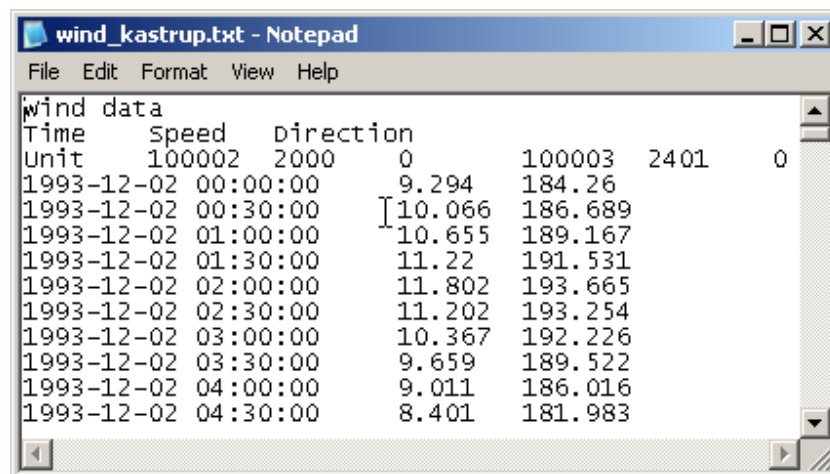 wind_kastrup.txt - Notepad
File Edit Format View Help
Wind data
Time Speed Direction
Unit 100002 2000 0 100003 2401 0
1993-12-02 00:00:00 9.294 184.26
1993-12-02 00:30:00 10.066 186.689
1993-12-02 01:00:00 10.655 189.167
1993-12-02 01:30:00 11.22 191.531
1993-12-02 02:00:00 11.802 193.665
1993-12-02 02:30:00 11.202 193.254
1993-12-02 03:00:00 10.367 192.226
1993-12-02 03:30:00 9.659 189.522
1993-12-02 04:00:00 9.011 186.016
1993-12-02 04:30:00 8.401 181.983